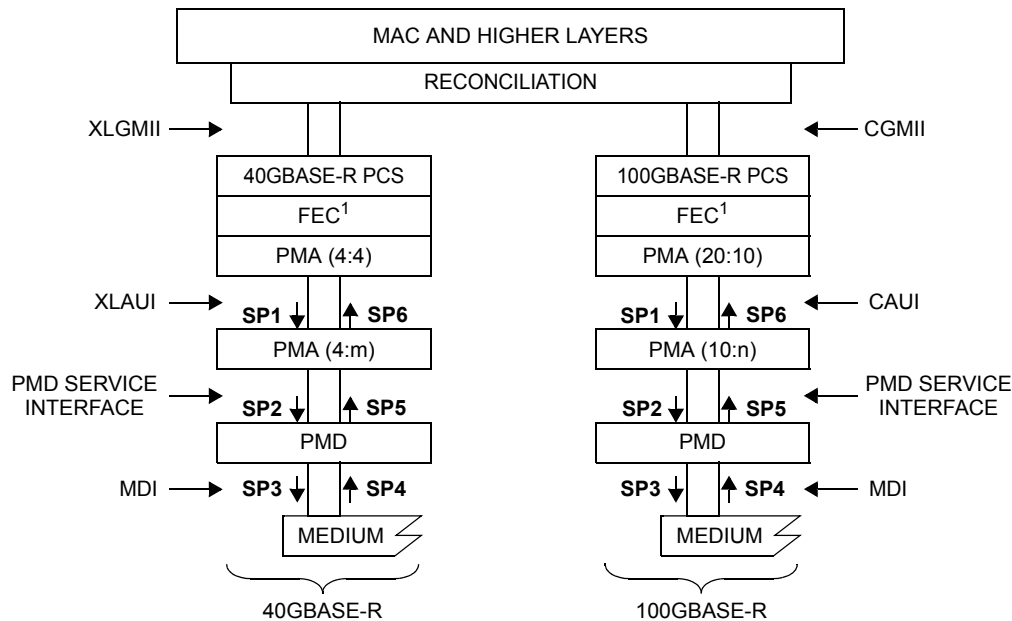 MAC AND HIGHER LAYERS
RECONCILIATION
XLGMII
CGMII
40GBASE-R PCS
100GBASE-R PCS
FEC1
FEC1
PMA (4:4)
PMA (20:10)
XLAUI
CAUI
SP1
SP6
SP1
SP6
PMA (4:m)
PMA (10:n)
PMD SERVICE
INTERFACE
PMD SERVICE
INTERFACE
SP2
SP5
SP2
SP5
PMD
PMD
MDI
SP3
SP4
SP3
SP4
MDI
MEDIUM
MEDIUM
40GBASE-R
100GBASE-R